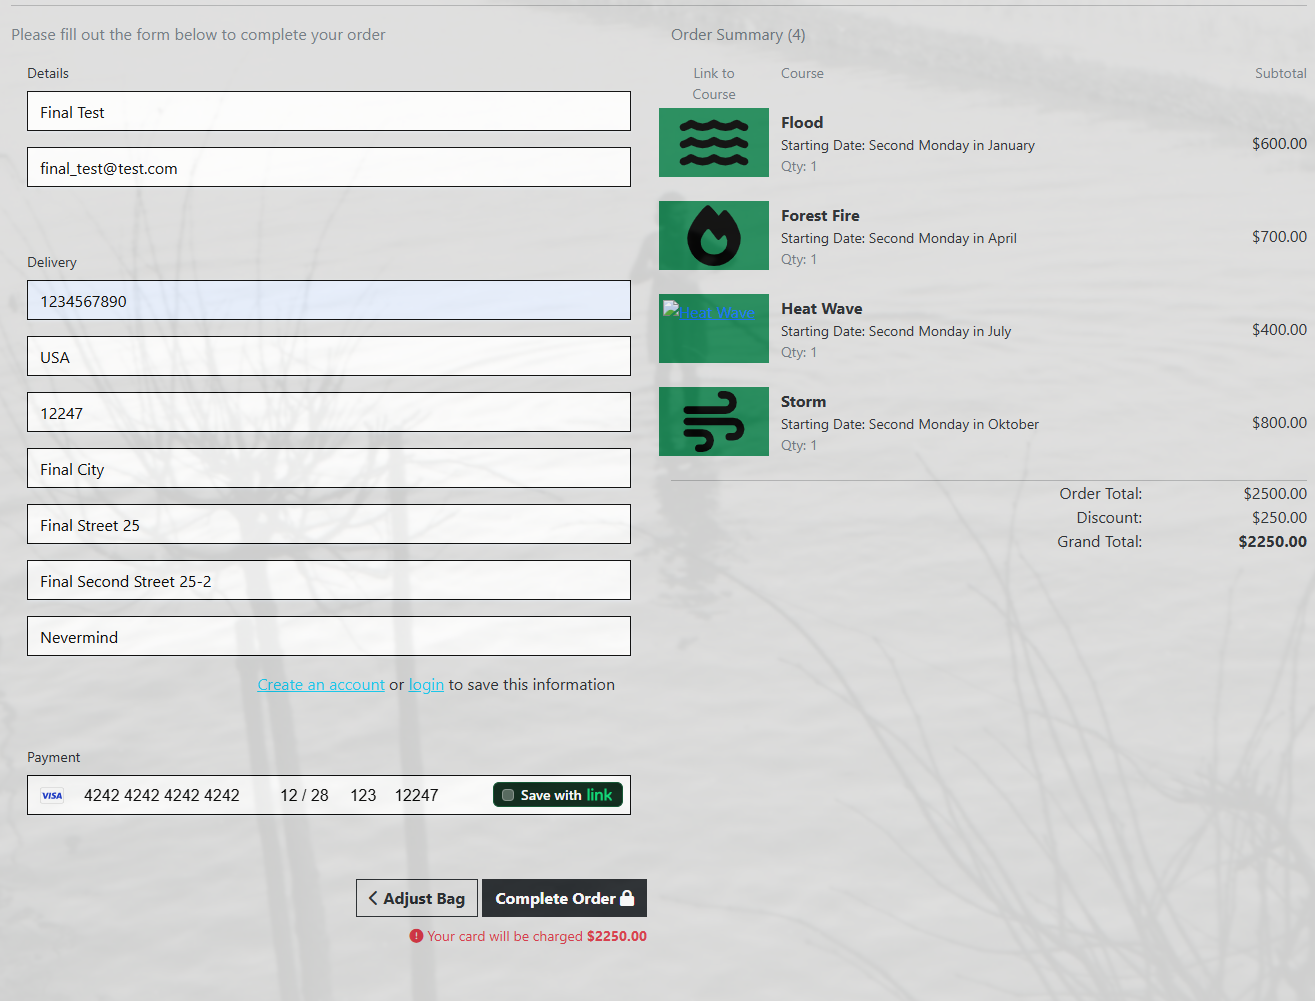 Please fill out the form below to complete your order
Details
Final Test
final_test@test.com
Delivery
1234567890
USA
12247
Final City
Final Street 25
Final Second Street 25-2
Nevermind
Create an account or login to save this information
Payment
VISA 4242 4242 4242 4242 12 / 28 123 12247 Save with link
Adjust Bag Complete Order
Your card will be charged $2250.00
Order Summary (4)
Link to Course Course Subtotal
Flood
Starting Date: Second Monday in January
Qty: 1
$600.00
Forest Fire
Starting Date: Second Monday in April
Qty: 1
$700.00
Heat Wave
Heat Wave
Starting Date: Second Monday in July
Qty: 1
$400.00
Storm
Starting Date: Second Monday in Oktober
Qty: 1
$800.00
Order Total: $2500.00
Discount: $250.00
Grand Total: $2250.00